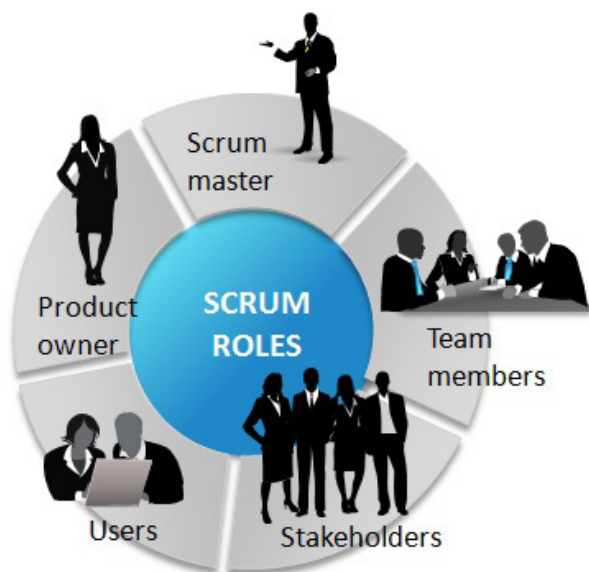 Scrum
master
Product
owner
SCRUM
ROLES
Team
members
Users
Stakeholders